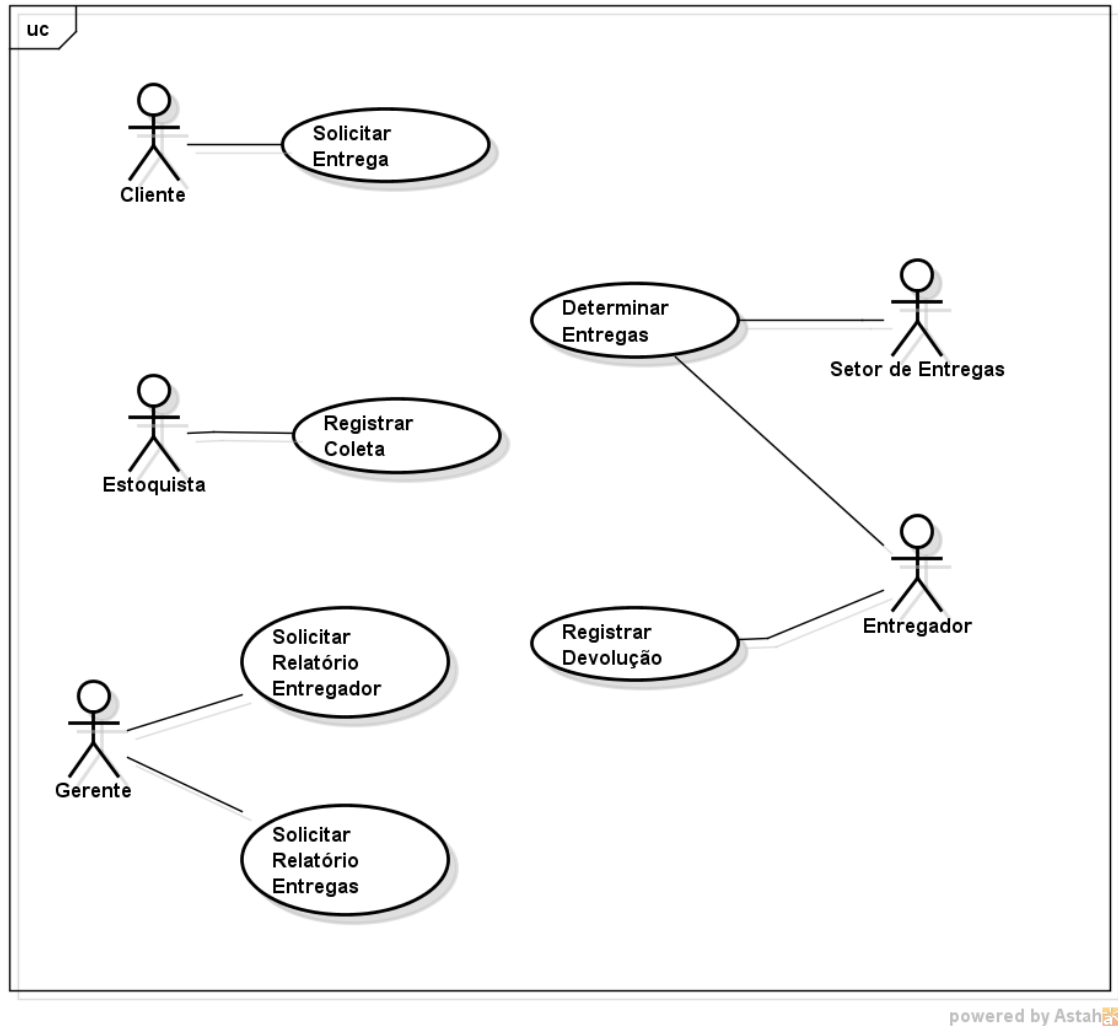 uc
Solicitar
Entrega
Cliente
Determinar
Entregas
Setor de Entregas
Registrar
Coleta
Estoquista
Entregador
Registrar
Devolução
Solicitar
Relatório
Entregador
Gerente
Solicitar
Relatório
Entregas
powered by Astah